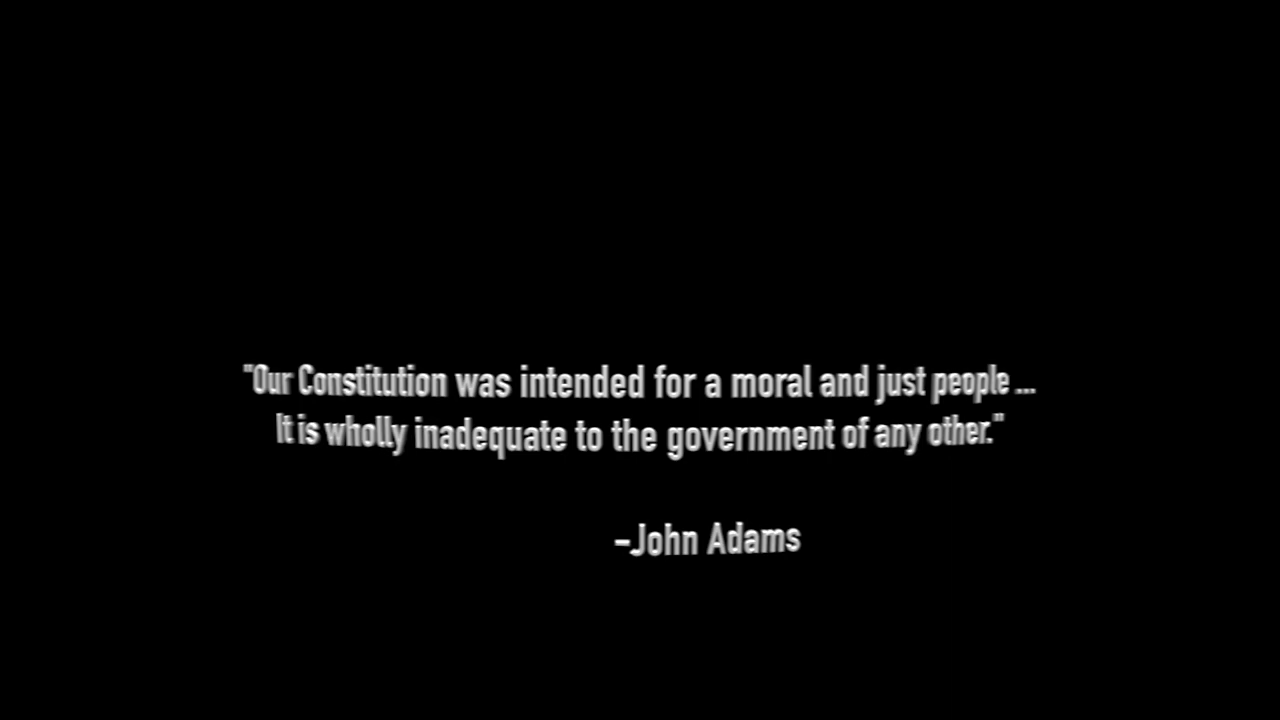 "Our Constitution was intended for a moral and just people ...
It is wholly inadequate to the government of any other."
–John Adams